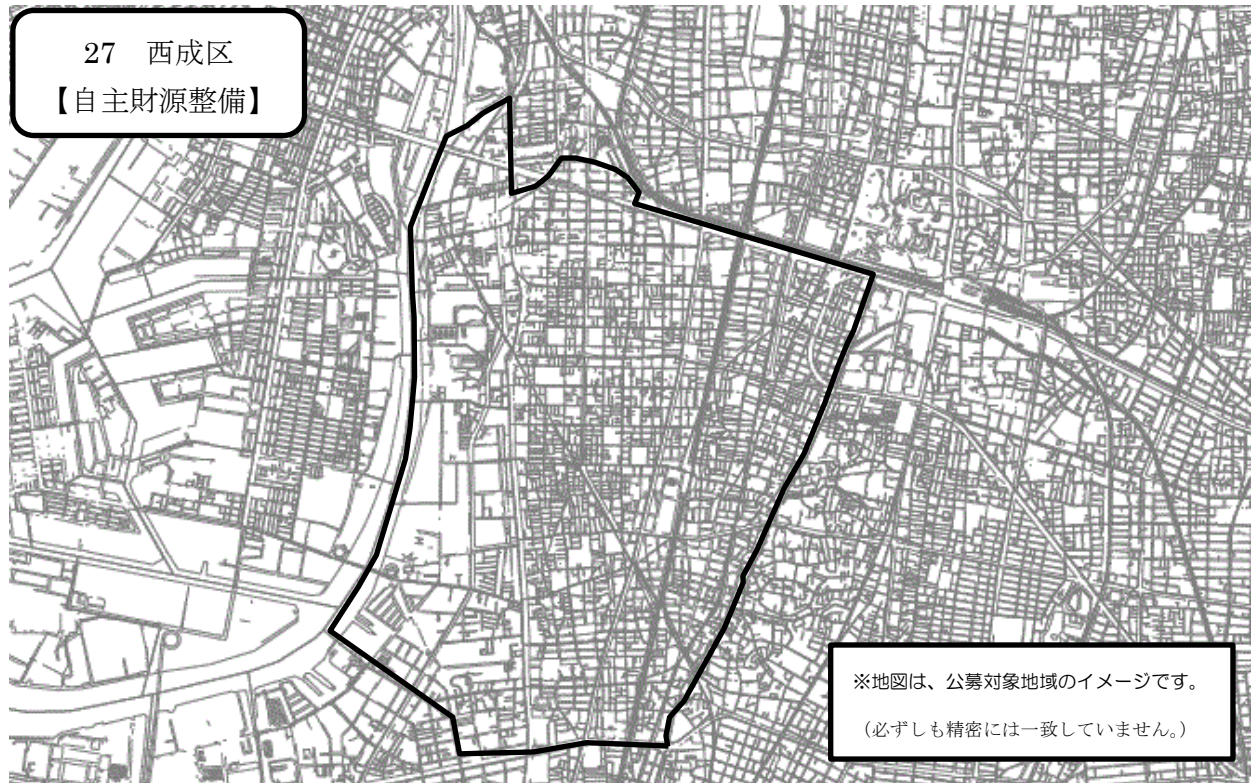 27　西成区
【自主財源整備】
※地図は、公募対象地域のイメージです。
（必ずしも精密には一致していません。）